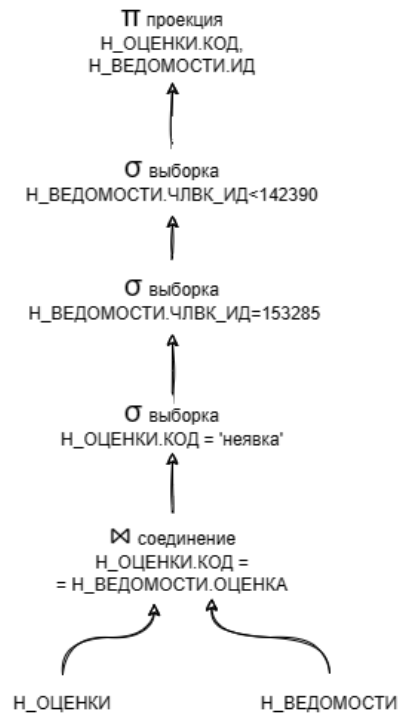 π проекция
Н_ОЦЕНКИ.КОД,
Н_ВЕДОМОСТИ.ИД
σ выборка
Н_ВЕДОМОСТИ.ЧЛВК_ИД<142390
σ выборка
Н_ВЕДОМОСТИ.ЧЛВК_ИД=153285
σ выборка
Н_ОЦЕНКИ.КОД = 'неявка'
⋈ соединение
Н_ОЦЕНКИ.КОД =
= Н_ВЕДОМОСТИ.ОЦЕНКА
Н_ОЦЕНКИ
Н_ВЕДОМОСТИ